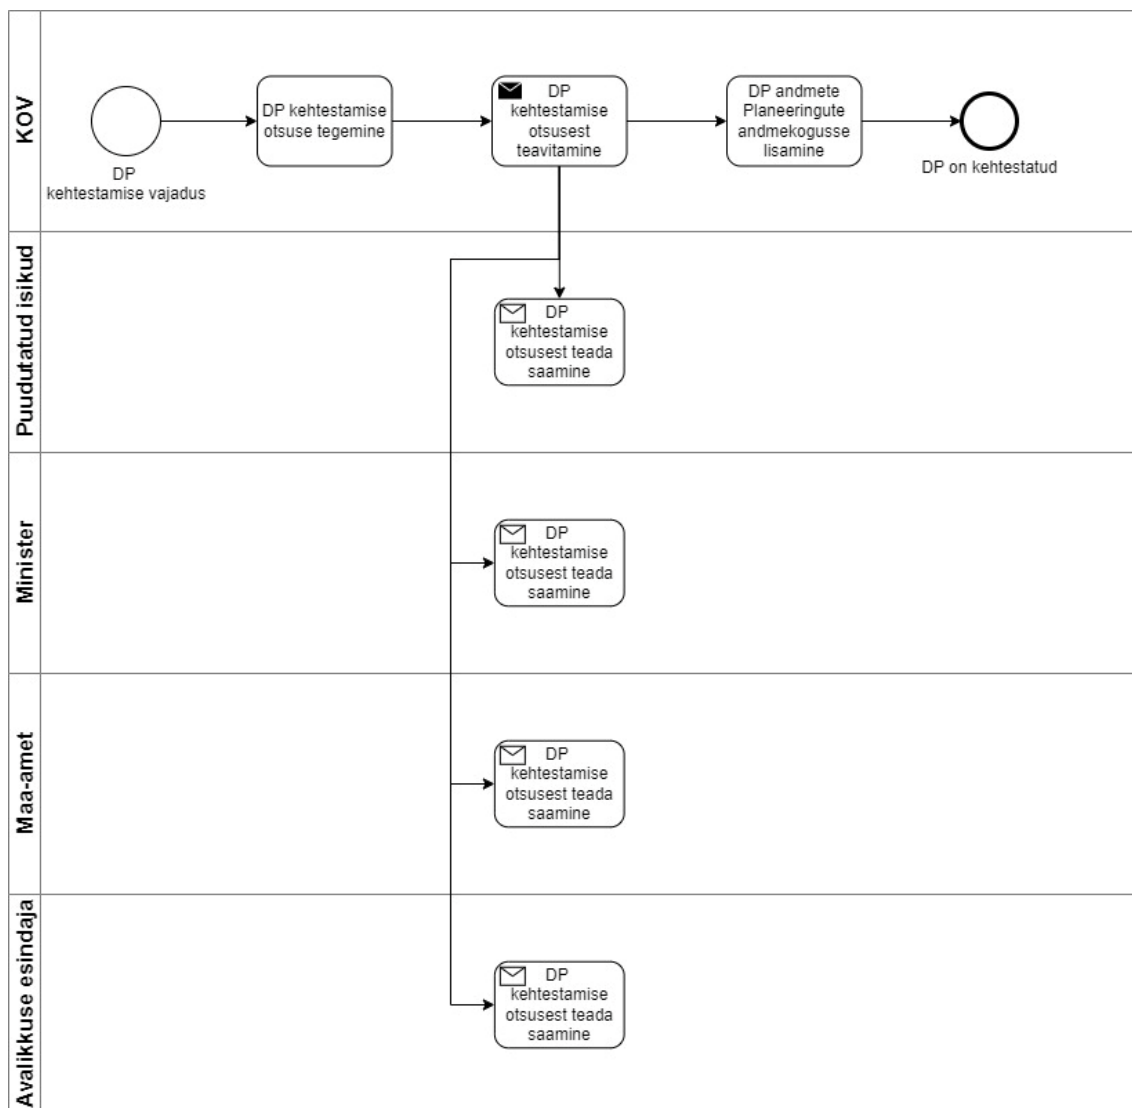 KOV
DP
kehtestamise vajadus
DP kehtestamise
otsuse tegemine
DP
kehtestamise
otsusest
teavitamine
DP andmete
Planeeringute
andmekogusse
lisamine
DP on kehtestatud
Puudutatud isikud
DP
kehtestamise
otsusest teada
saamine
Minister
DP
kehtestamise
otsusest teada
saamine
Maa-amet
DP
kehtestamise
otsusest teada
saamine
Avalikkuse esindaja
DP
kehtestamise
otsusest teada
saamine